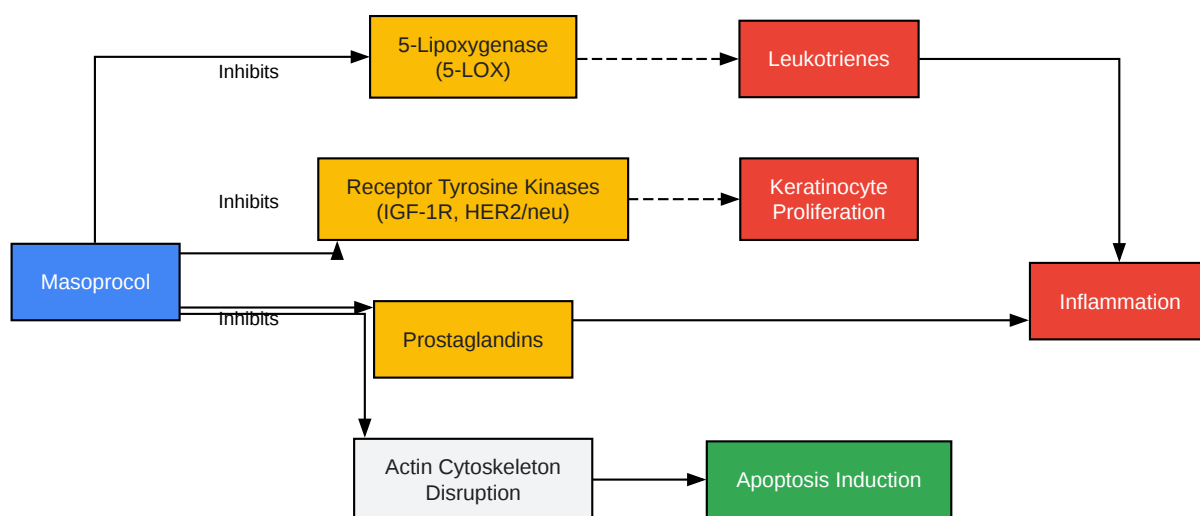 5-Lipoxygenase
(5-LOX)
Leukotrienes
Inhibits
Receptor Tyrosine Kinases
(IGF-1R, HER2/neu)
Keratinocyte
Proliferation
Inhibits
Masoprocol
Inflammation
Inhibits
Prostaglandins
Actin Cytoskeleton
Disruption
Apoptosis Induction